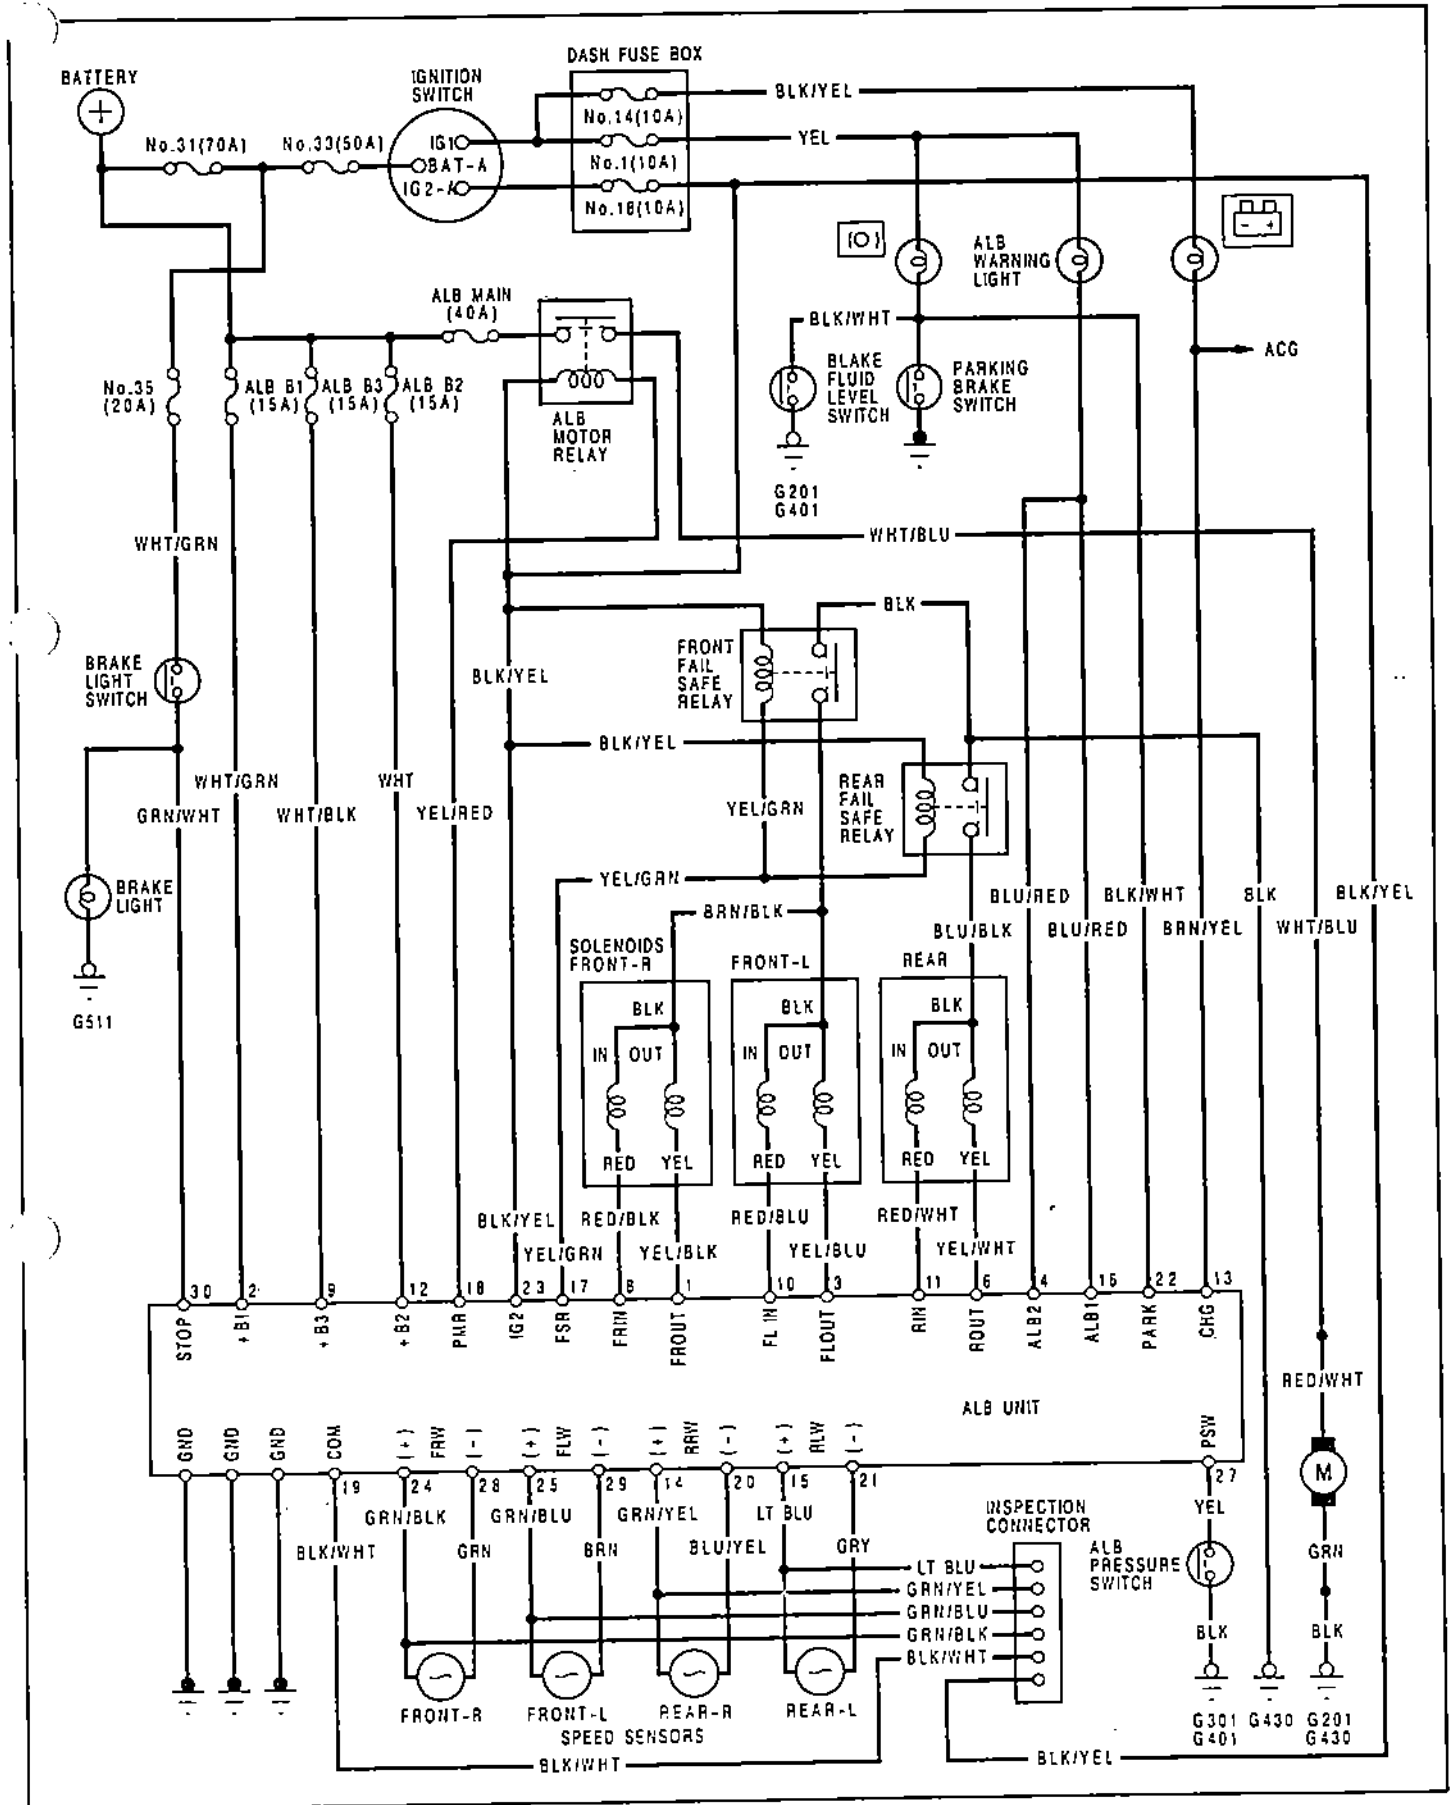 DASH FUSE BOX
BATTERY
IGNITION
SWITCH
BLK/YEL
No.14(10A)
No.31(70A)
No.33(50A)
IG1
YEL
BAT-A
No.1(10A)
IG2-A
No.18(10A)
(O)
ALB
WARNING
LIGHT
- +
ALB MAIN
(40A)
BLK/WHT
ACG
No.35
(20A)
ALB B1
(15A)
ALB B3
(15A)
ALB B2
(15A)
BLAKE
FLUID
LEVEL
SWITCH
PARKING
BRAKE
SWITCH
ALB
MOTOR
RELAY
G201
G401
WHT/GRN
WHT/BLU
BLK
FRONT
FAIL
SAFE
RELAY
BRAKE
LIGHT
SWITCH
BLK/YEL
BLK/YEL
WHT/GRN
WHT
REAR
FAIL
SAFE
RELAY
GRN/WHT
WHT/BLK
YEL/RED
YEL/GRN
YEL/GRN
BRAKE
LIGHT
BLU/RED
BLK/WHT
BLK
BLK/YEL
BRN/BLK
BLU/BLK
BLU/RED
BRN/YEL
WHT/BLU
SOLENOIDS
FRONT-R
FRONT-L
REAR
G511
BLK
BLK
BLK
IN OUT
IN OUT
IN OUT
RED YEL
RED YEL
RED YEL
BLK/YEL
RED/BLK
RED/BLU
RED/WHT
YEL/GRN
YEL/BLK
YEL/BLU
YEL/WHT
30 2 9 12 18 23 17 8 1 10 3 11 6 4 16 22 13
STOP
+B1
+B3
+B2
PMR
IG2
FSR
FRIN
FROUT
FL IN
FLOUT
RIN
ROUT
ALB2
ALB1
PARK
CHG
RED/WHT
ALB UNIT
GND
GND
GND
COM
(+) FRW (-)
(+) FLW (-)
(+) RRW (-)
(+) RLW (-)
PSW
M
19 24 28 25 29 14 20 15 21 27
GRN/BLK
GRN/BLU
GRN/YEL
LT BLU
INSPECTION
CONNECTOR
YEL
BLK/WHT
GRN
BRN
BLU/YEL
GRY
ALB
PRESSURE
SWITCH
GRN
LT BLU
GRN/YEL
GRN/BLU
GRN/BLK
BLK/WHT
BLK
BLK
FRONT-R
FRONT-L
REAR-R
REAR-L
SPEED SENSORS
G301
G401
G430
G201
G430
BLK/WHT
BLK/YEL